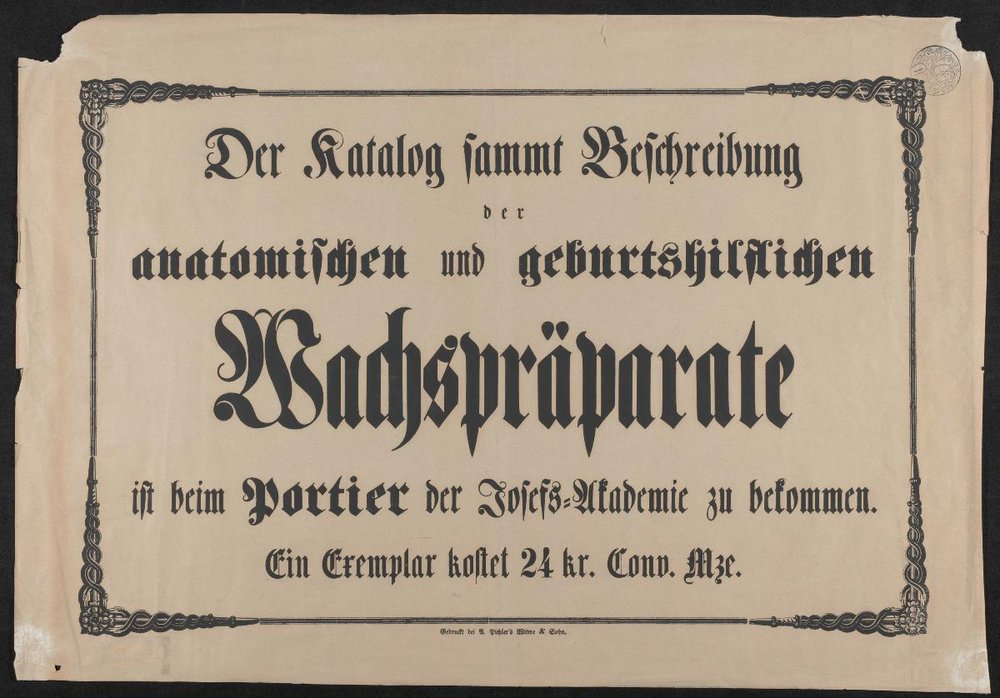 Der Katalog sammt Beschreibung
der
anatomischen und geburtshilflichen
Wachspräparate
ist beim Portier der Josefs-Akademie zu bekommen.
Ein Exemplar kostet 24 kr. Conv. Mze.
Gedruckt bei A. Pichler's Witwe & Sohn.